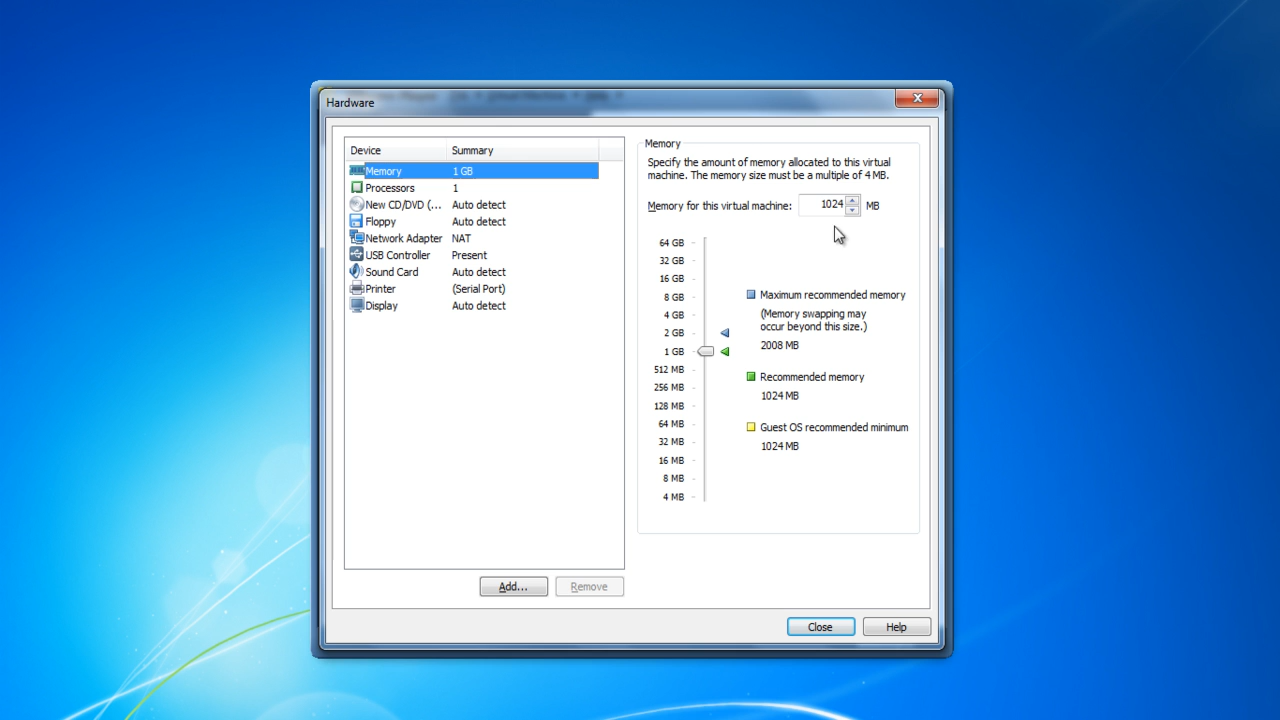 Hardware
Device Summary
Memory 1 GB
Processors 1
New CD/DVD (... Auto detect
Floppy Auto detect
Network Adapter NAT
USB Controller Present
Sound Card Auto detect
Printer (Serial Port)
Display Auto detect
Add... Remove
Memory
Specify the amount of memory allocated to this virtual
machine. The memory size must be a multiple of 4 MB.
Memory for this virtual machine: 1024 MB
64 GB
32 GB
16 GB
8 GB
4 GB
2 GB
1 GB
512 MB
256 MB
128 MB
64 MB
32 MB
16 MB
8 MB
4 MB
Maximum recommended memory
(Memory swapping may
occur beyond this size.)
2008 MB
Recommended memory
1024 MB
Guest OS recommended minimum
1024 MB
Close Help